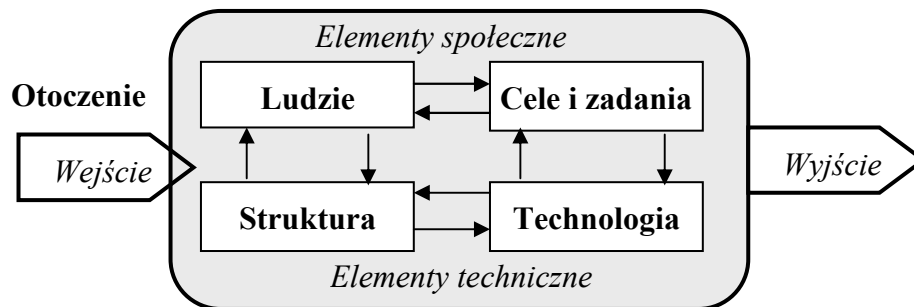 Elementy społeczne
Otoczenie
Ludzie
Cele i zadania
Wejście
Wyjście
Struktura
Technologia
Elementy techniczne